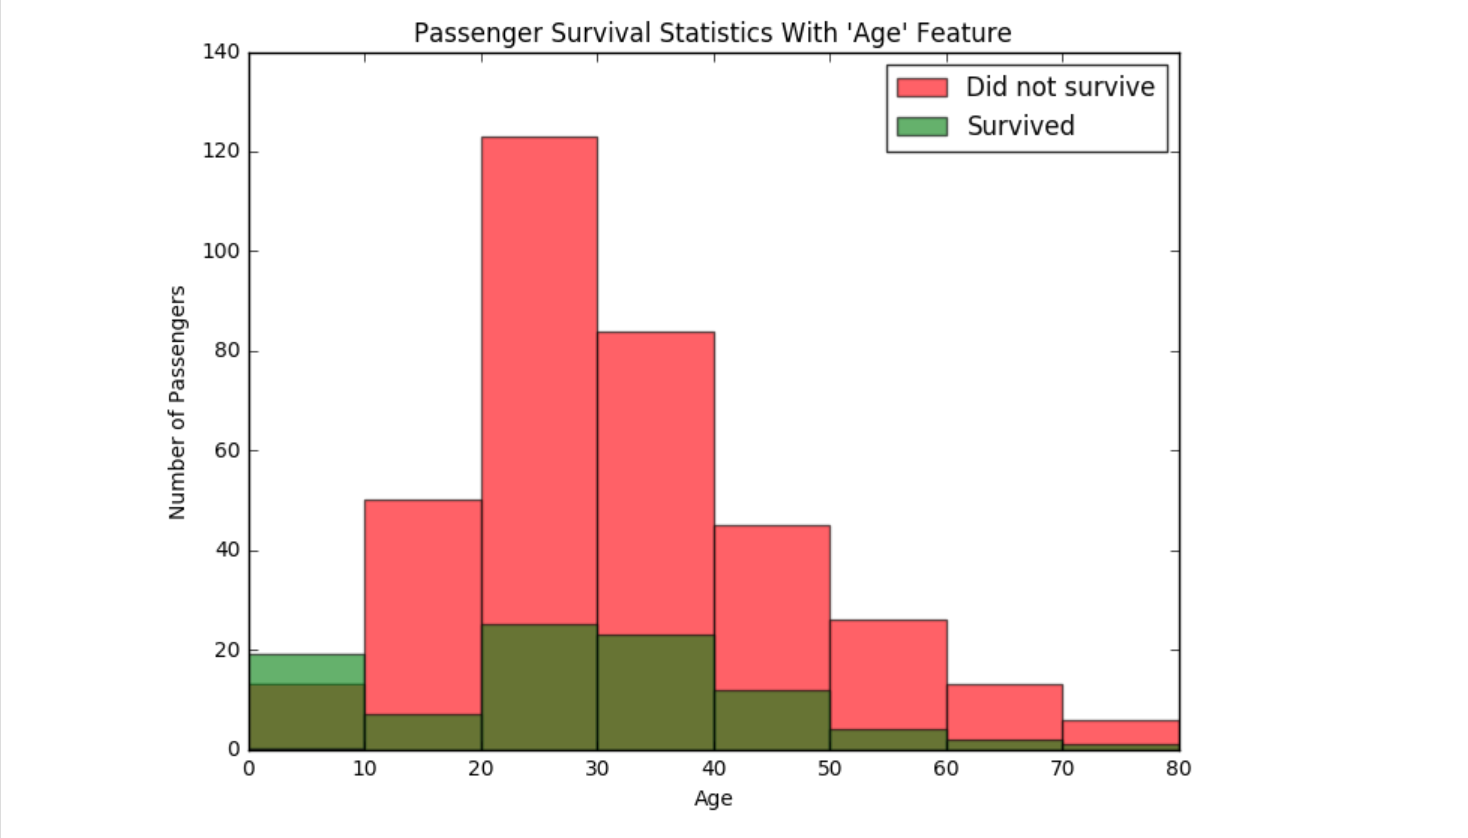 Passenger Survival Statistics With 'Age' Feature
140
120
100
80
60
40
20
0
Number of Passengers
Did not survive
Survived
0 10 20 30 40 50 60 70 80
Age